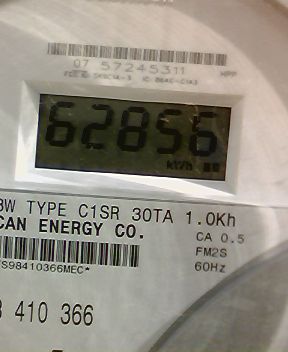 07 57245311
62856
kWh
3W TYPE C1SR 30TA 1.0Kh
CAN ENERGY CO.
CA 0.5
FM2S
60Hz
S98410366MEC*
410 366